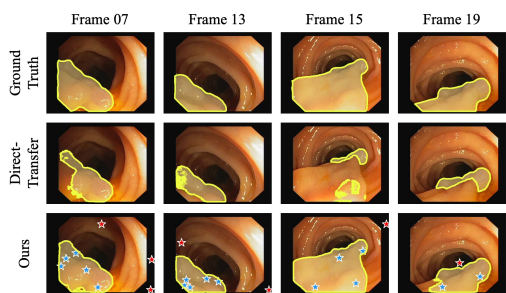 Frame 07 Frame 13 Frame 15 Frame 19
Ground
Truth
Direct-
Transfer
Ours